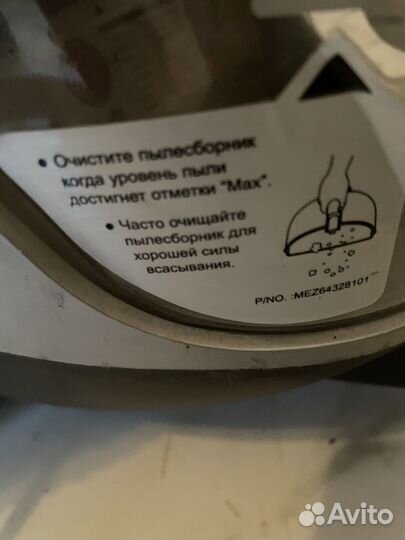 • Очистите пылесборник
когда уровень пыли
достигнет отметки "Max".
• Часто очищайте
пылесборник для
хорошей силы
всасывания.
P/NO. :MEZ64328101
Avito